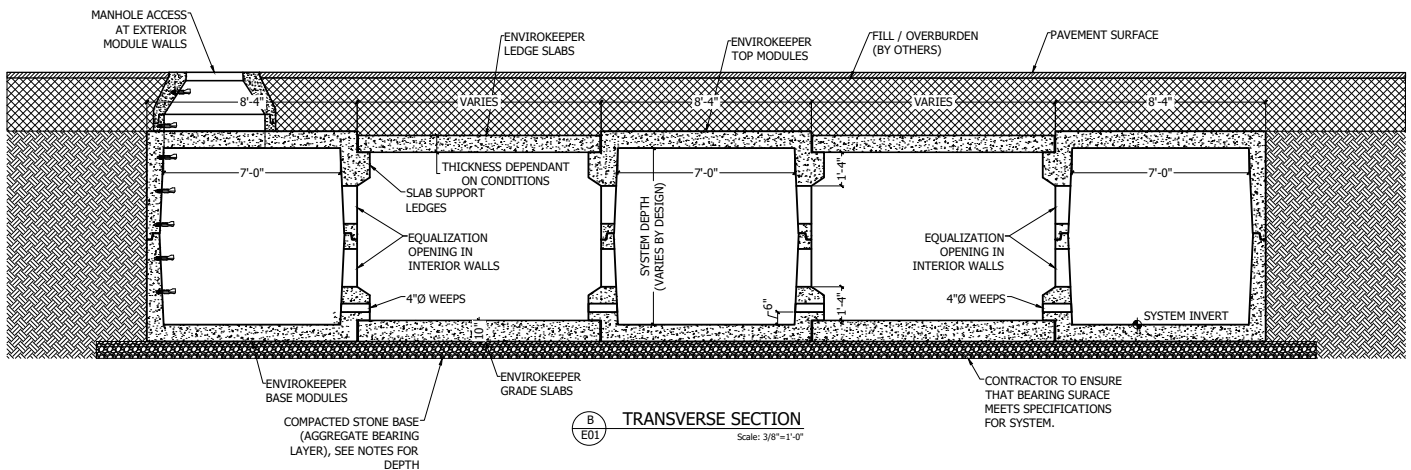 MANHOLE ACCESS
AT EXTERIOR
MODULE WALLS
ENVIROKEEPER
LEDGE SLABS
ENVIROKEEPER
TOP MODULES
FILL / OVERBURDEN
(BY OTHERS)
PAVEMENT SURFACE
8'-4"
VARIES
8'-4"
VARIES
8'-4"
7'-0"
THICKNESS DEPENDANT
ON CONDITIONS
SLAB SUPPORT
LEDGES
7'-0"
1'-4"
7'-0"
SYSTEM DEPTH
(VARIES BY DESIGN)
EQUALIZATION
OPENING IN
INTERIOR WALLS
EQUALIZATION
OPENING IN
INTERIOR WALLS
4"Ø WEEPS
6"
1'-4"
4"Ø WEEPS
SYSTEM INVERT
10"
ENVIROKEEPER
BASE MODULES
ENVIROKEEPER
GRADE SLABS
CONTRACTOR TO ENSURE
THAT BEARING SURACE
MEETS SPECIFICATIONS
FOR SYSTEM.
COMPACTED STONE BASE
(AGGREGATE BEARING
LAYER), SEE NOTES FOR
DEPTH
B
E01
TRANSVERSE SECTION
Scale: 3/8"=1'-0"